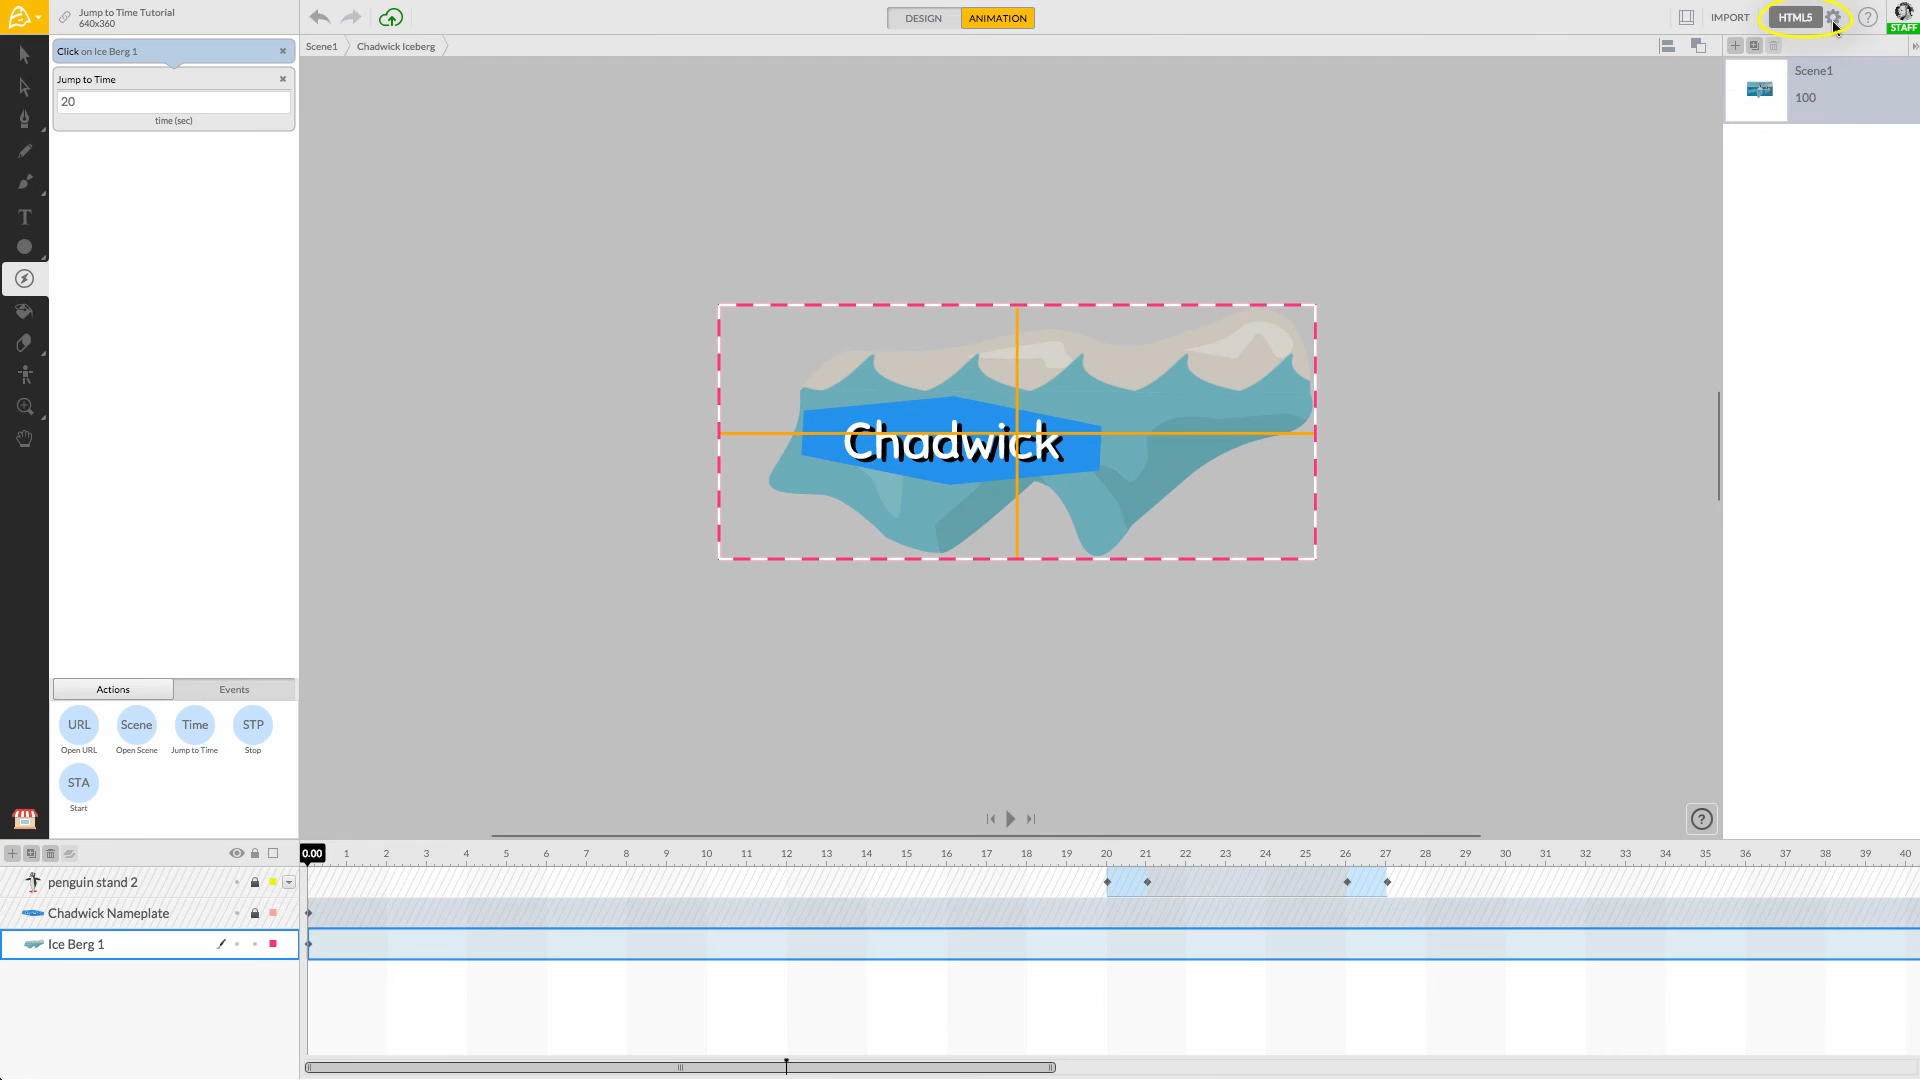 Jump to Time Tutorial
640x360
DESIGN
ANIMATION
IMPORT
HTML5
?
STAFF
Click on Ice Berg 1
Scene1
Chadwick Iceberg
Jump to Time
20
time (sec)
Scene1
100
T
Chadwick
Actions
Events
URL
Scene
Time
STP
Open URL
Open Scene
Jump to Time
Stop
STA
Start
?
0.00 1 2 3 4 5 6 7 8 9 10 11 12 13 14 15 16 17 18 19 20 21 22 23 24 25 26 27 28 29 30 31 32 33 34 35 36 37 38 39 40
penguin stand 2
Chadwick Nameplate
Ice Berg 1